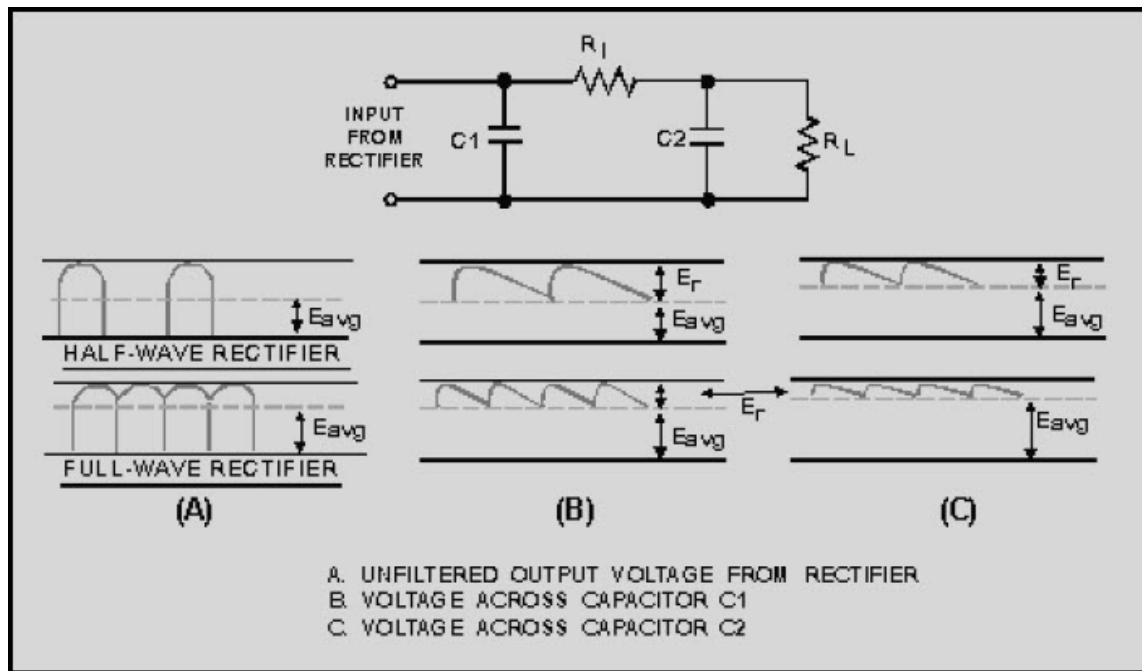 R1
INPUT
FROM
RECTIFIER
C1
C2
RL
Eavg
HALF-WAVE RECTIFIER
Eavg
FULL-WAVE RECTIFIER
(A)
Er
Eavg
Er
Eavg
(B)
Er
Eavg
Eavg
(C)
A. UNFILTERED OUTPUT VOLTAGE FROM RECTIFIER
B. VOLTAGE ACROSS CAPACITOR C1
C. VOLTAGE ACROSS CAPACITOR C2